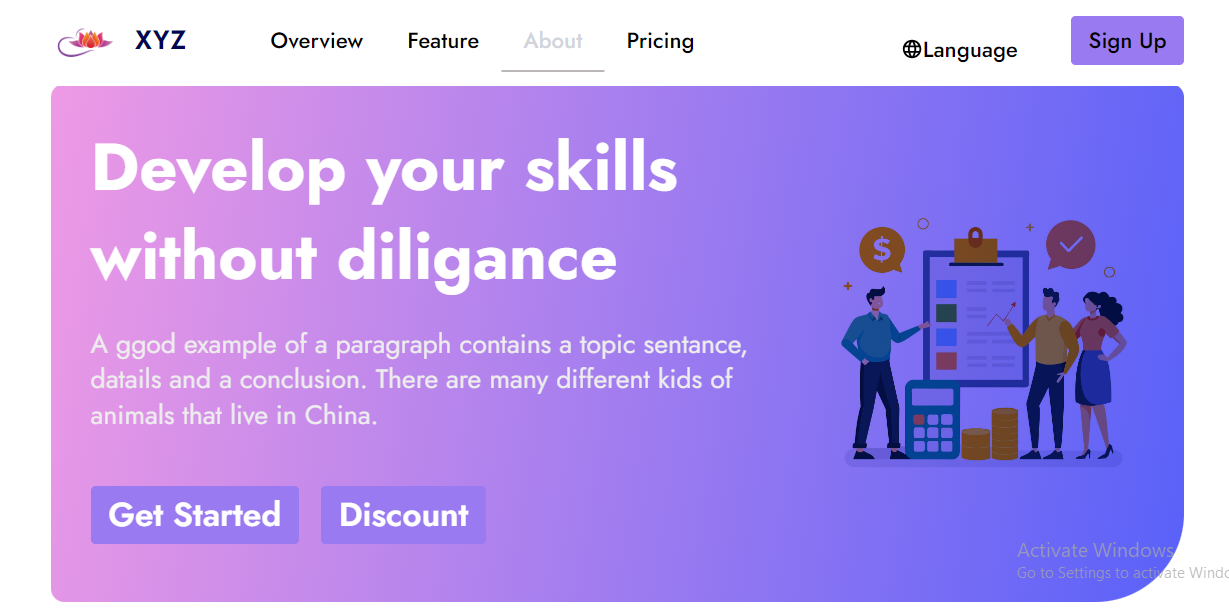 XYZ
Overview
Feature
About
Pricing
Language
Sign Up
Develop your skills
without diligance
A ggod example of a paragraph contains a topic sentance,
datails and a conclusion. There are many different kids of
animals that live in China.
$
Get Started
Discount
Activate Windows
Go to Settings to activate Windo